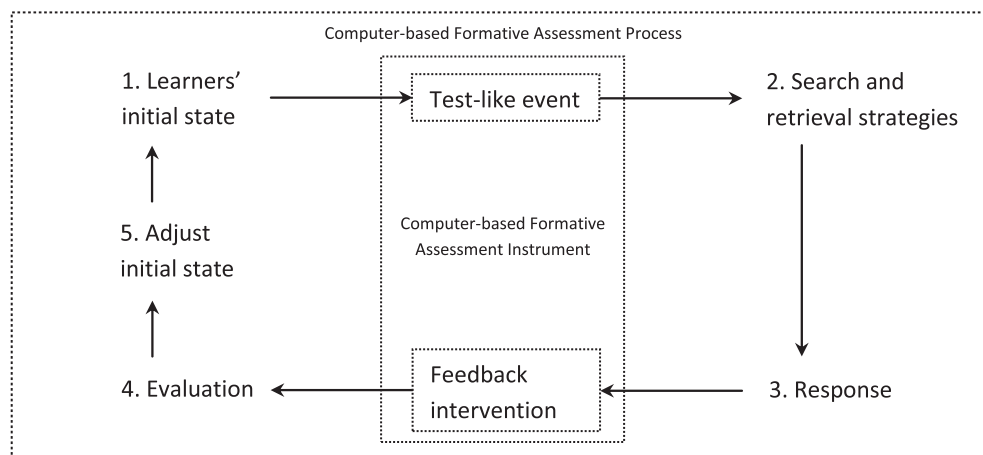 Computer-based Formative Assessment Process
1. Learners’
initial state
Test-like event
2. Search and
retrieval strategies
Computer-based Formative
Assessment Instrument
5. Adjust
initial state
Feedback
intervention
4. Evaluation
3. Response